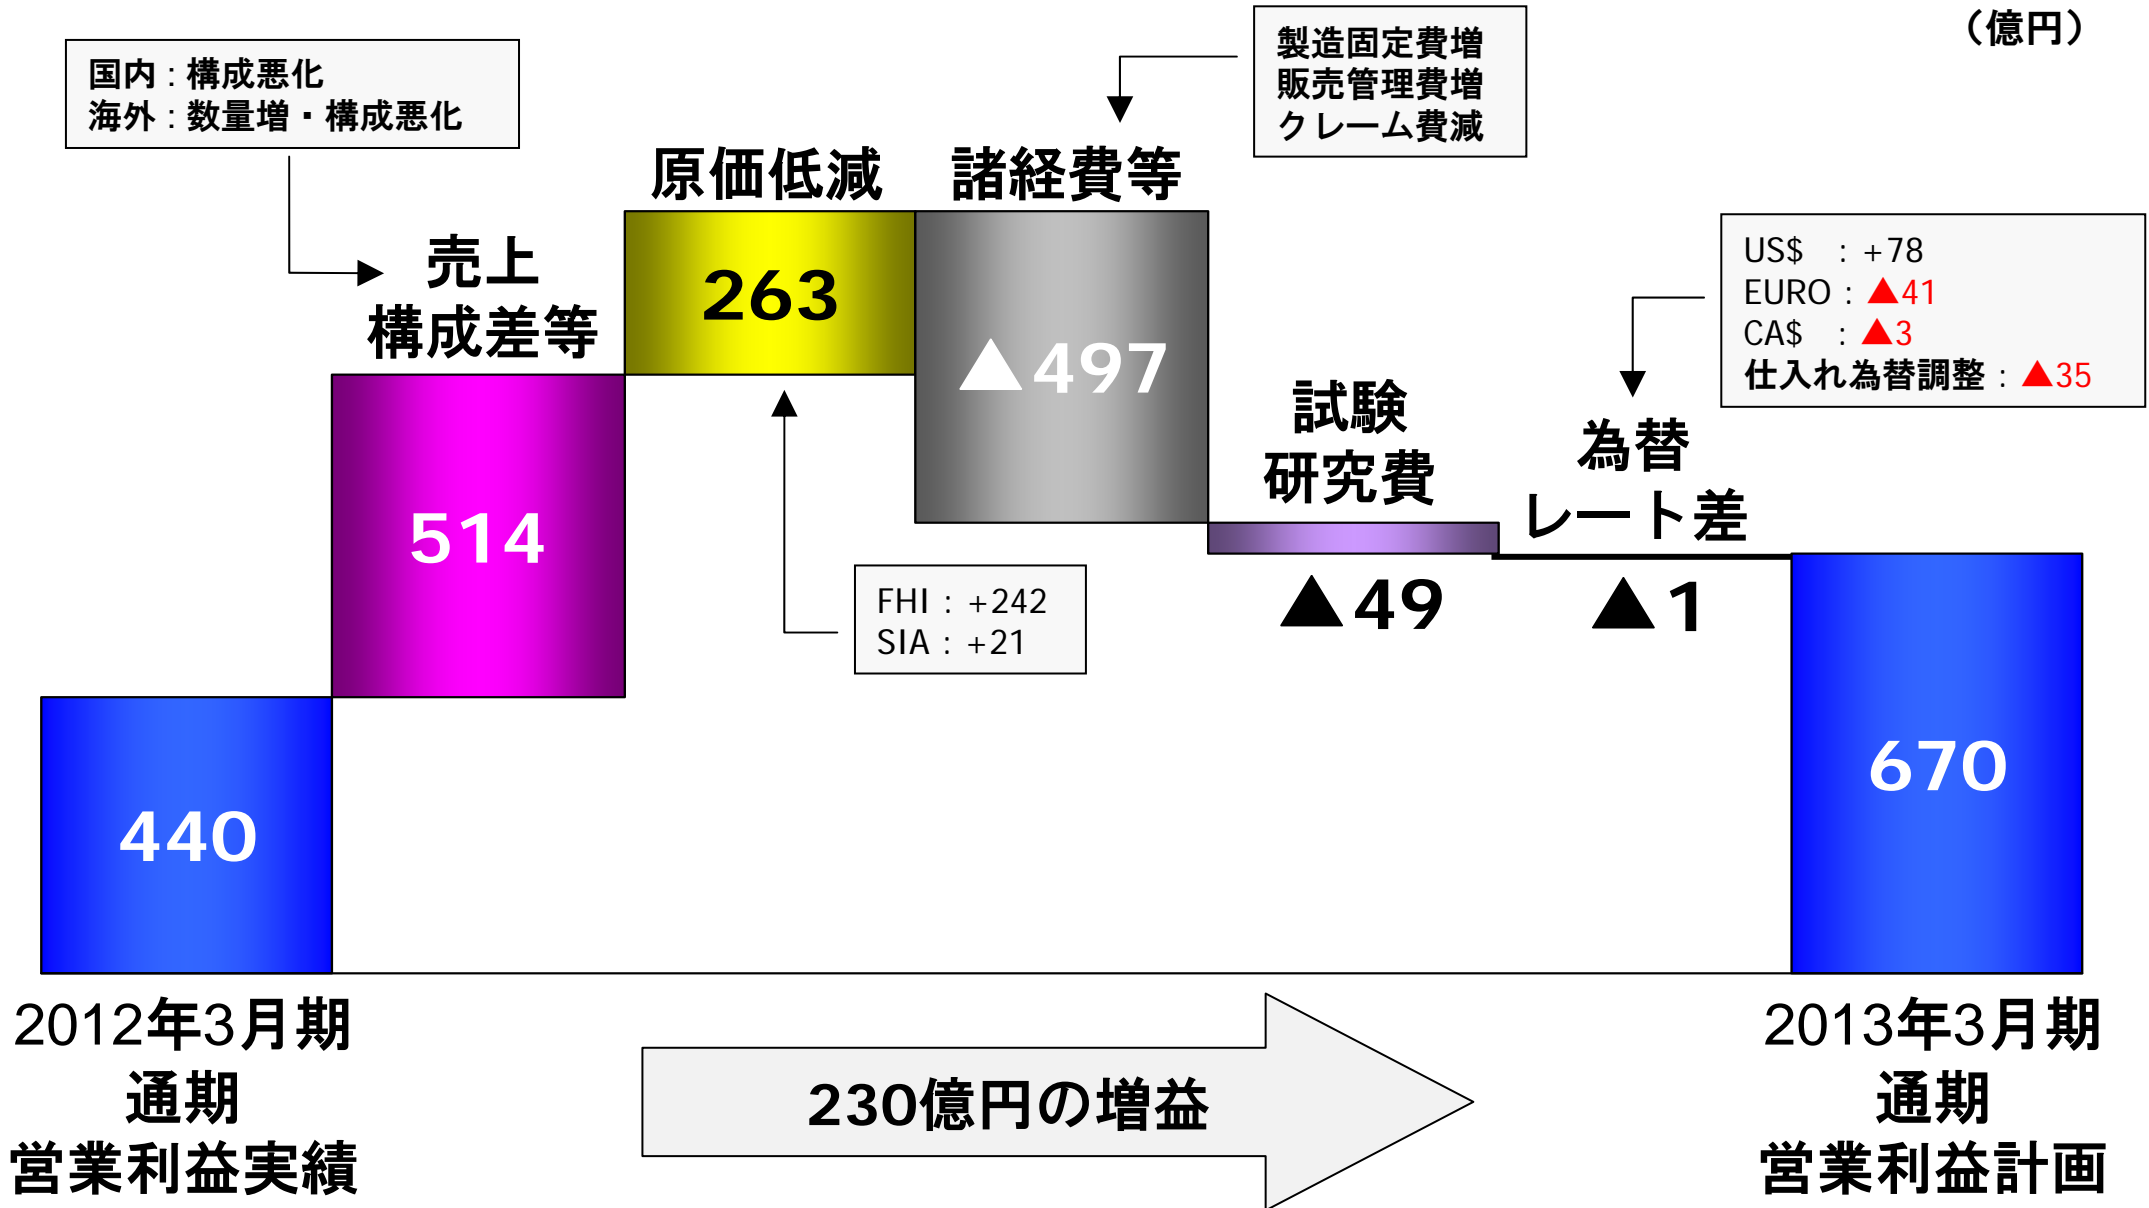 （億円）
国内 : 構成悪化
海外 : 数量増・構成悪化
製造固定費増
販売管理費増
クレーム費減
原価低減
諸経費等
売上
構成差等
263
▲497
US$ : +78
EURO : ▲41
CA$ : ▲3
仕入れ為替調整 : ▲35
試験
研究費
為替
レート差
514
▲49
▲1
FHI : +242
SIA : +21
440
670
2012年3月期
通期
営業利益実績
230億円の増益
2013年3月期
通期
営業利益計画